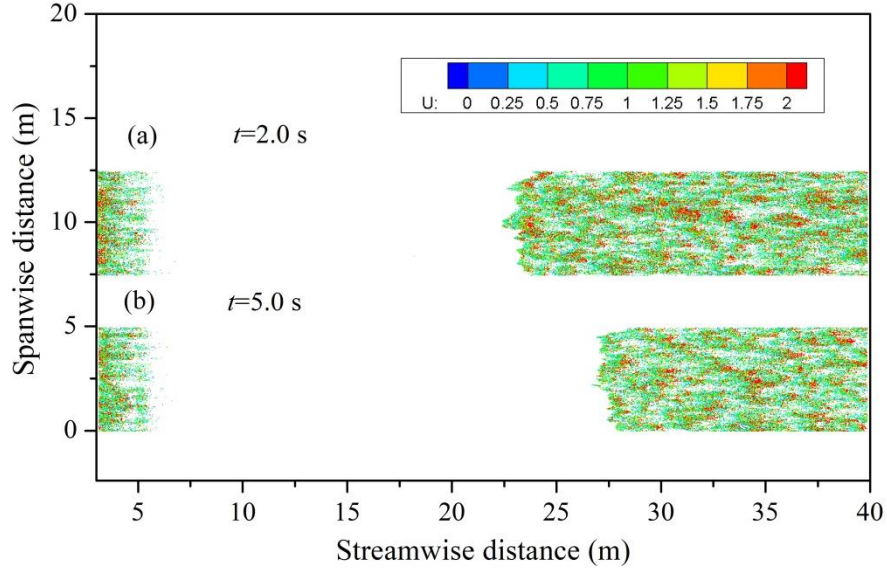 20
U: 0 0.25 0.5 0.75 1 1.25 1.5 1.75 2
15
(a) t=2.0 s
10
(b) t=5.0 s
5
0
Spanwise distance (m)
5 10 15 20 25 30 35 40
Streamwise distance (m)